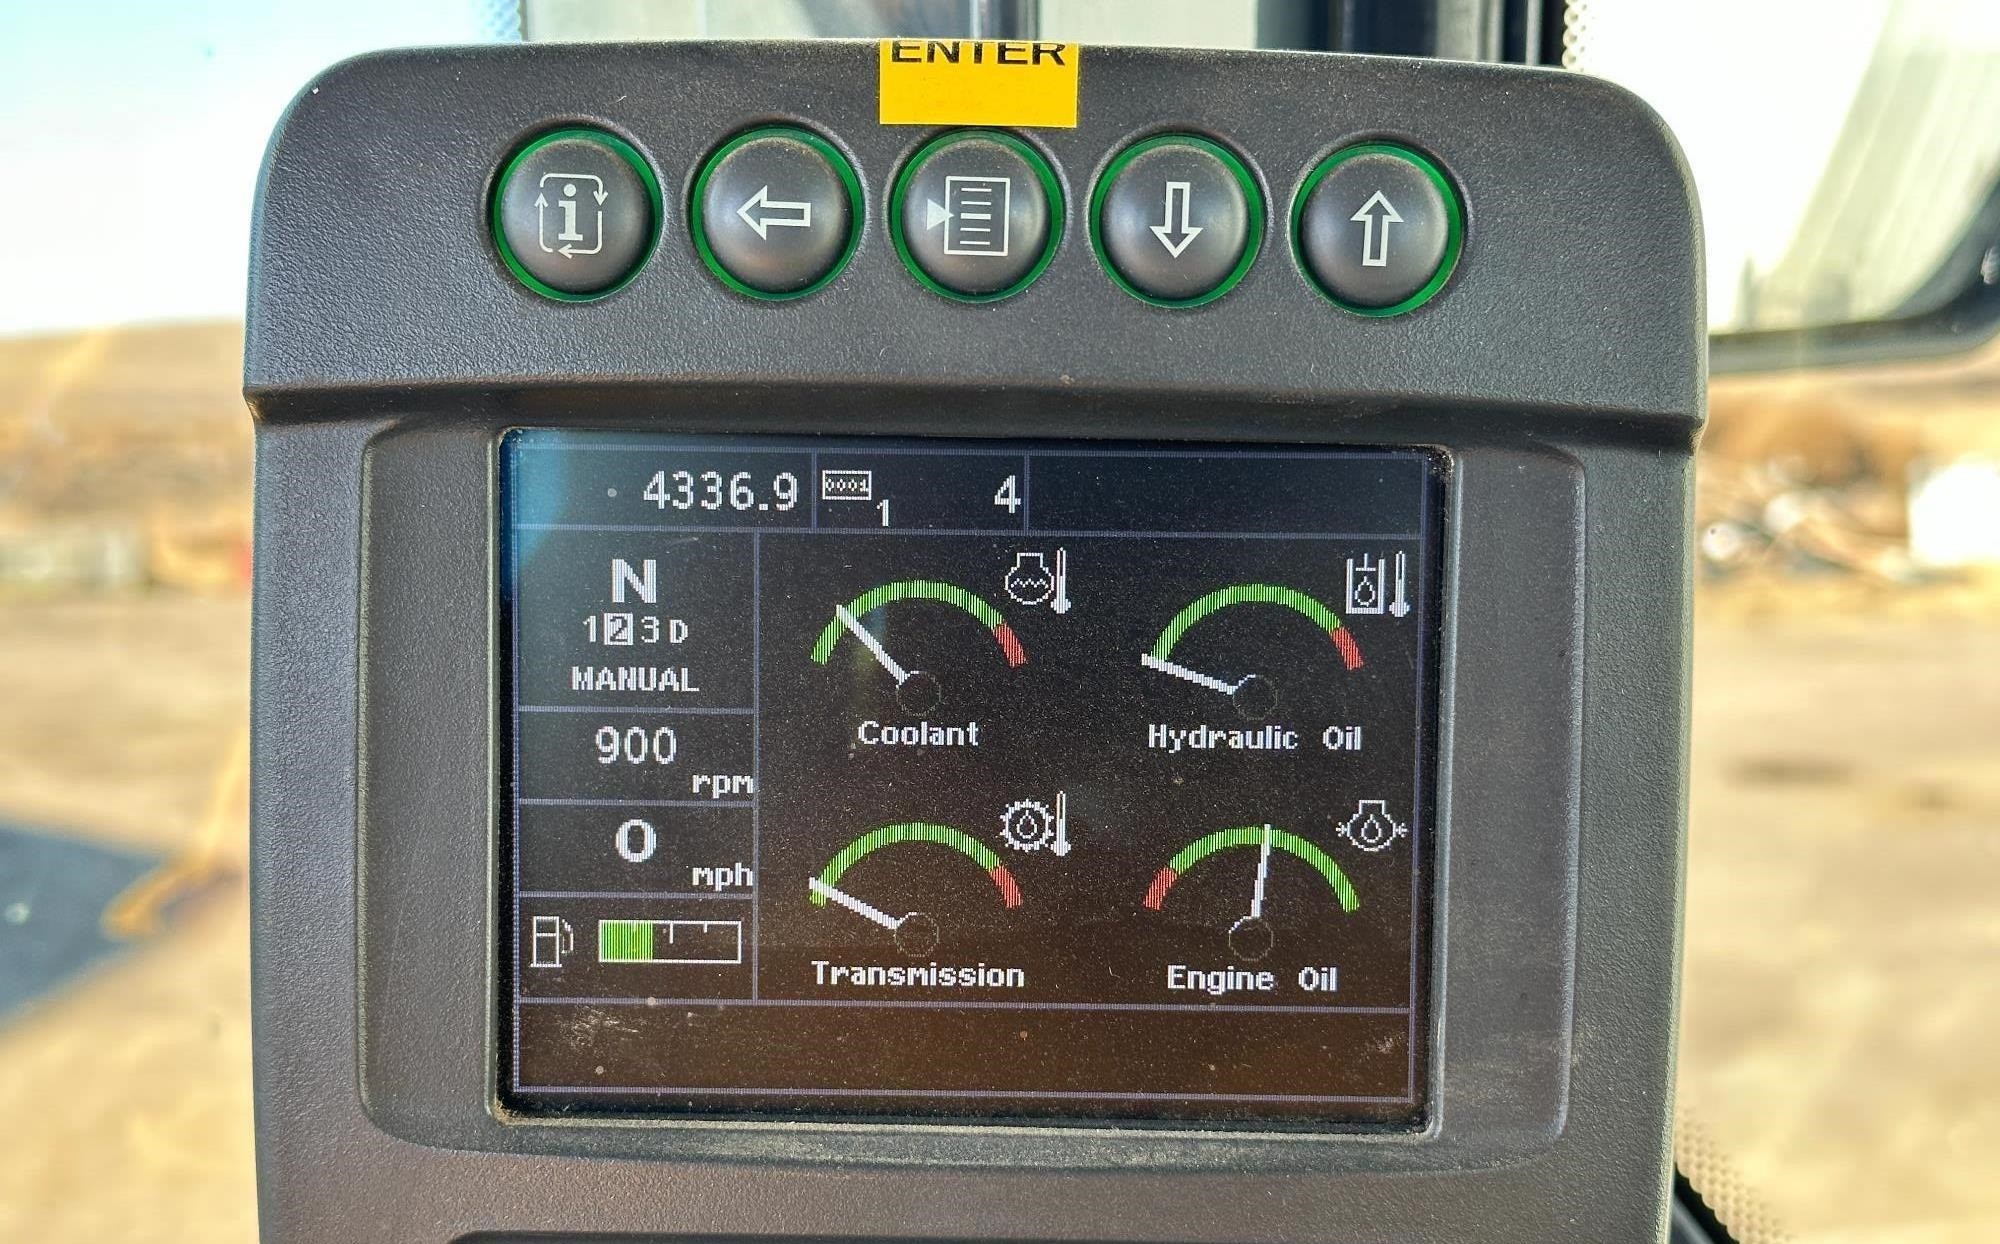 ENTER
4336.9 0001 1 4
N
1 2 3 D
MANUAL
900
rpm
0
mph
Coolant
Hydraulic Oil
Transmission
Engine Oil